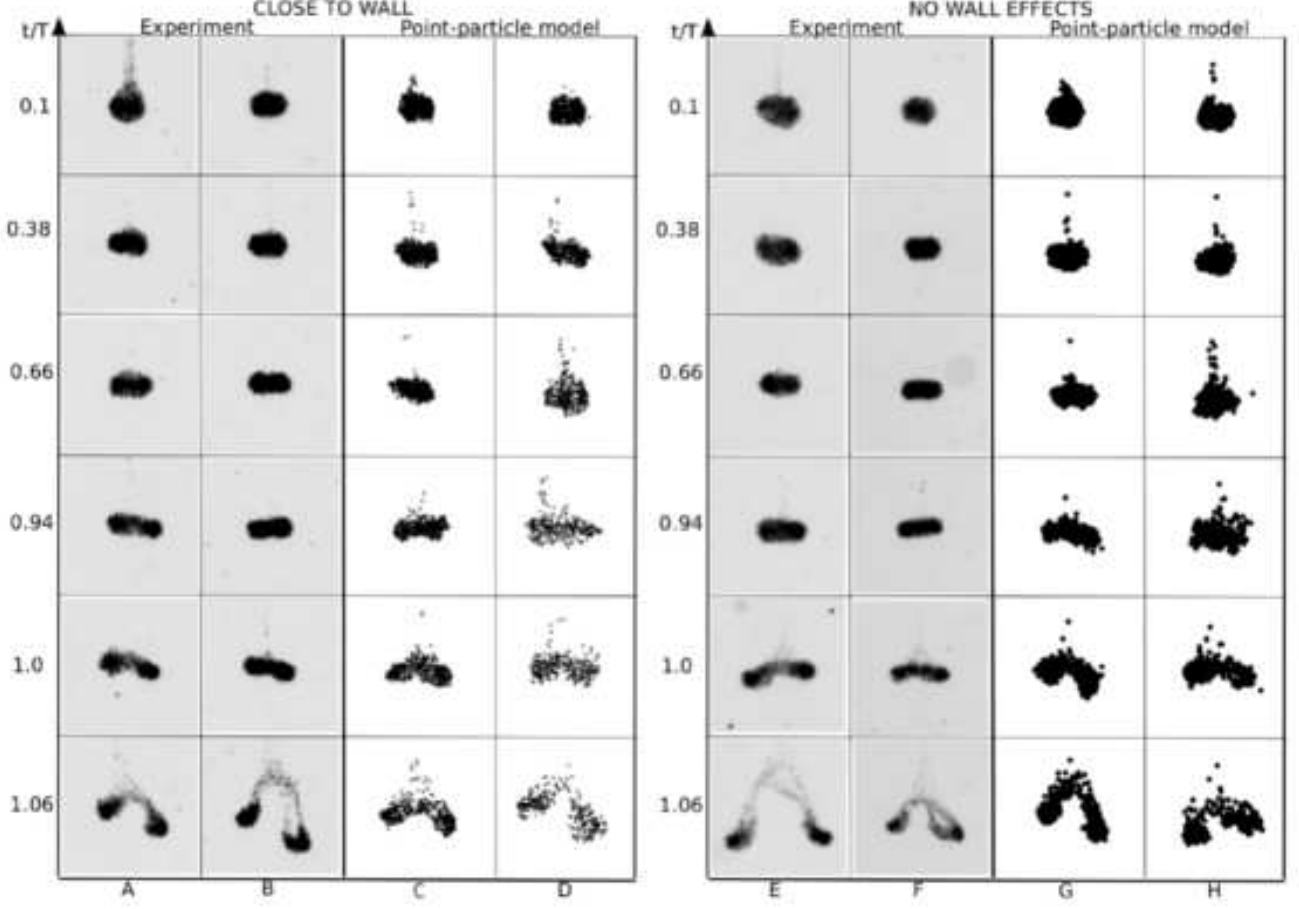 CLOSE TO WALL NO WALL EFFECTS
t/T Experiment Point-particle model t/T Experiment Point-particle model
0.1 0.1
0.38 0.38
0.66 0.66
0.94 0.94
1.0 1.0
1.06 1.06
A B C D E F G H